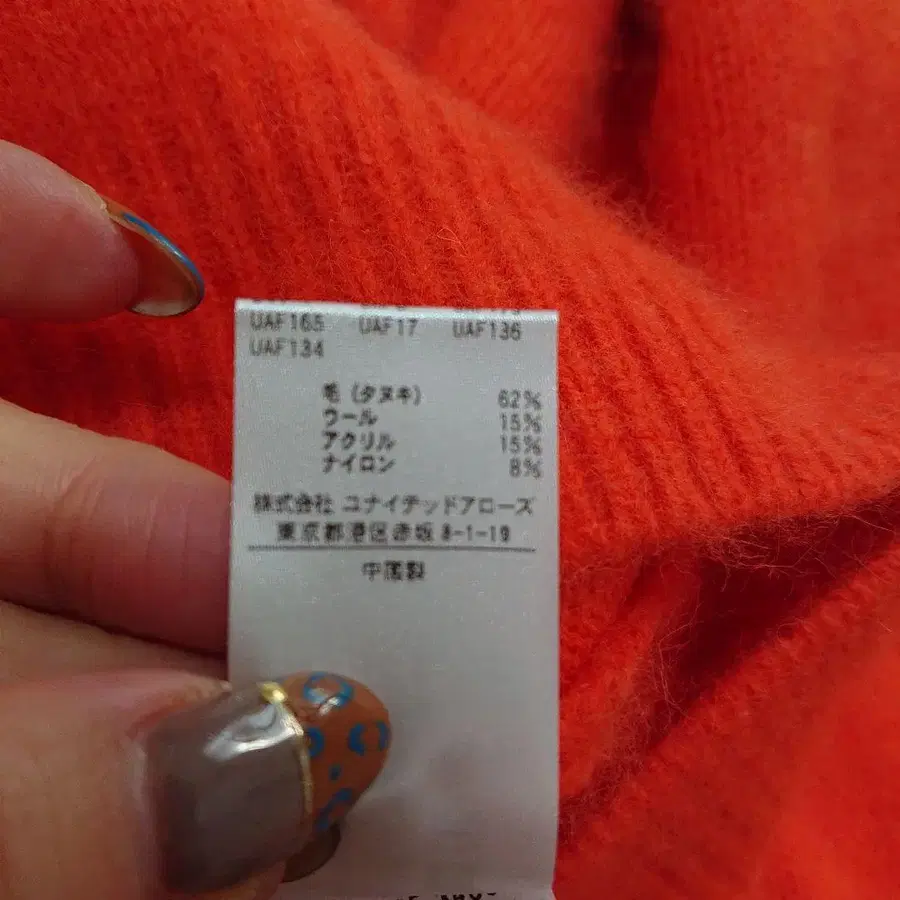 UAF165 UAF17 UAF136
UAF134
毛(タヌキ) 62%
ウール 15%
アクリル 15%
ナイロン 8%
株式会社 ユナイテッドアローズ
東京都港区赤坂 8-1-19
中国製